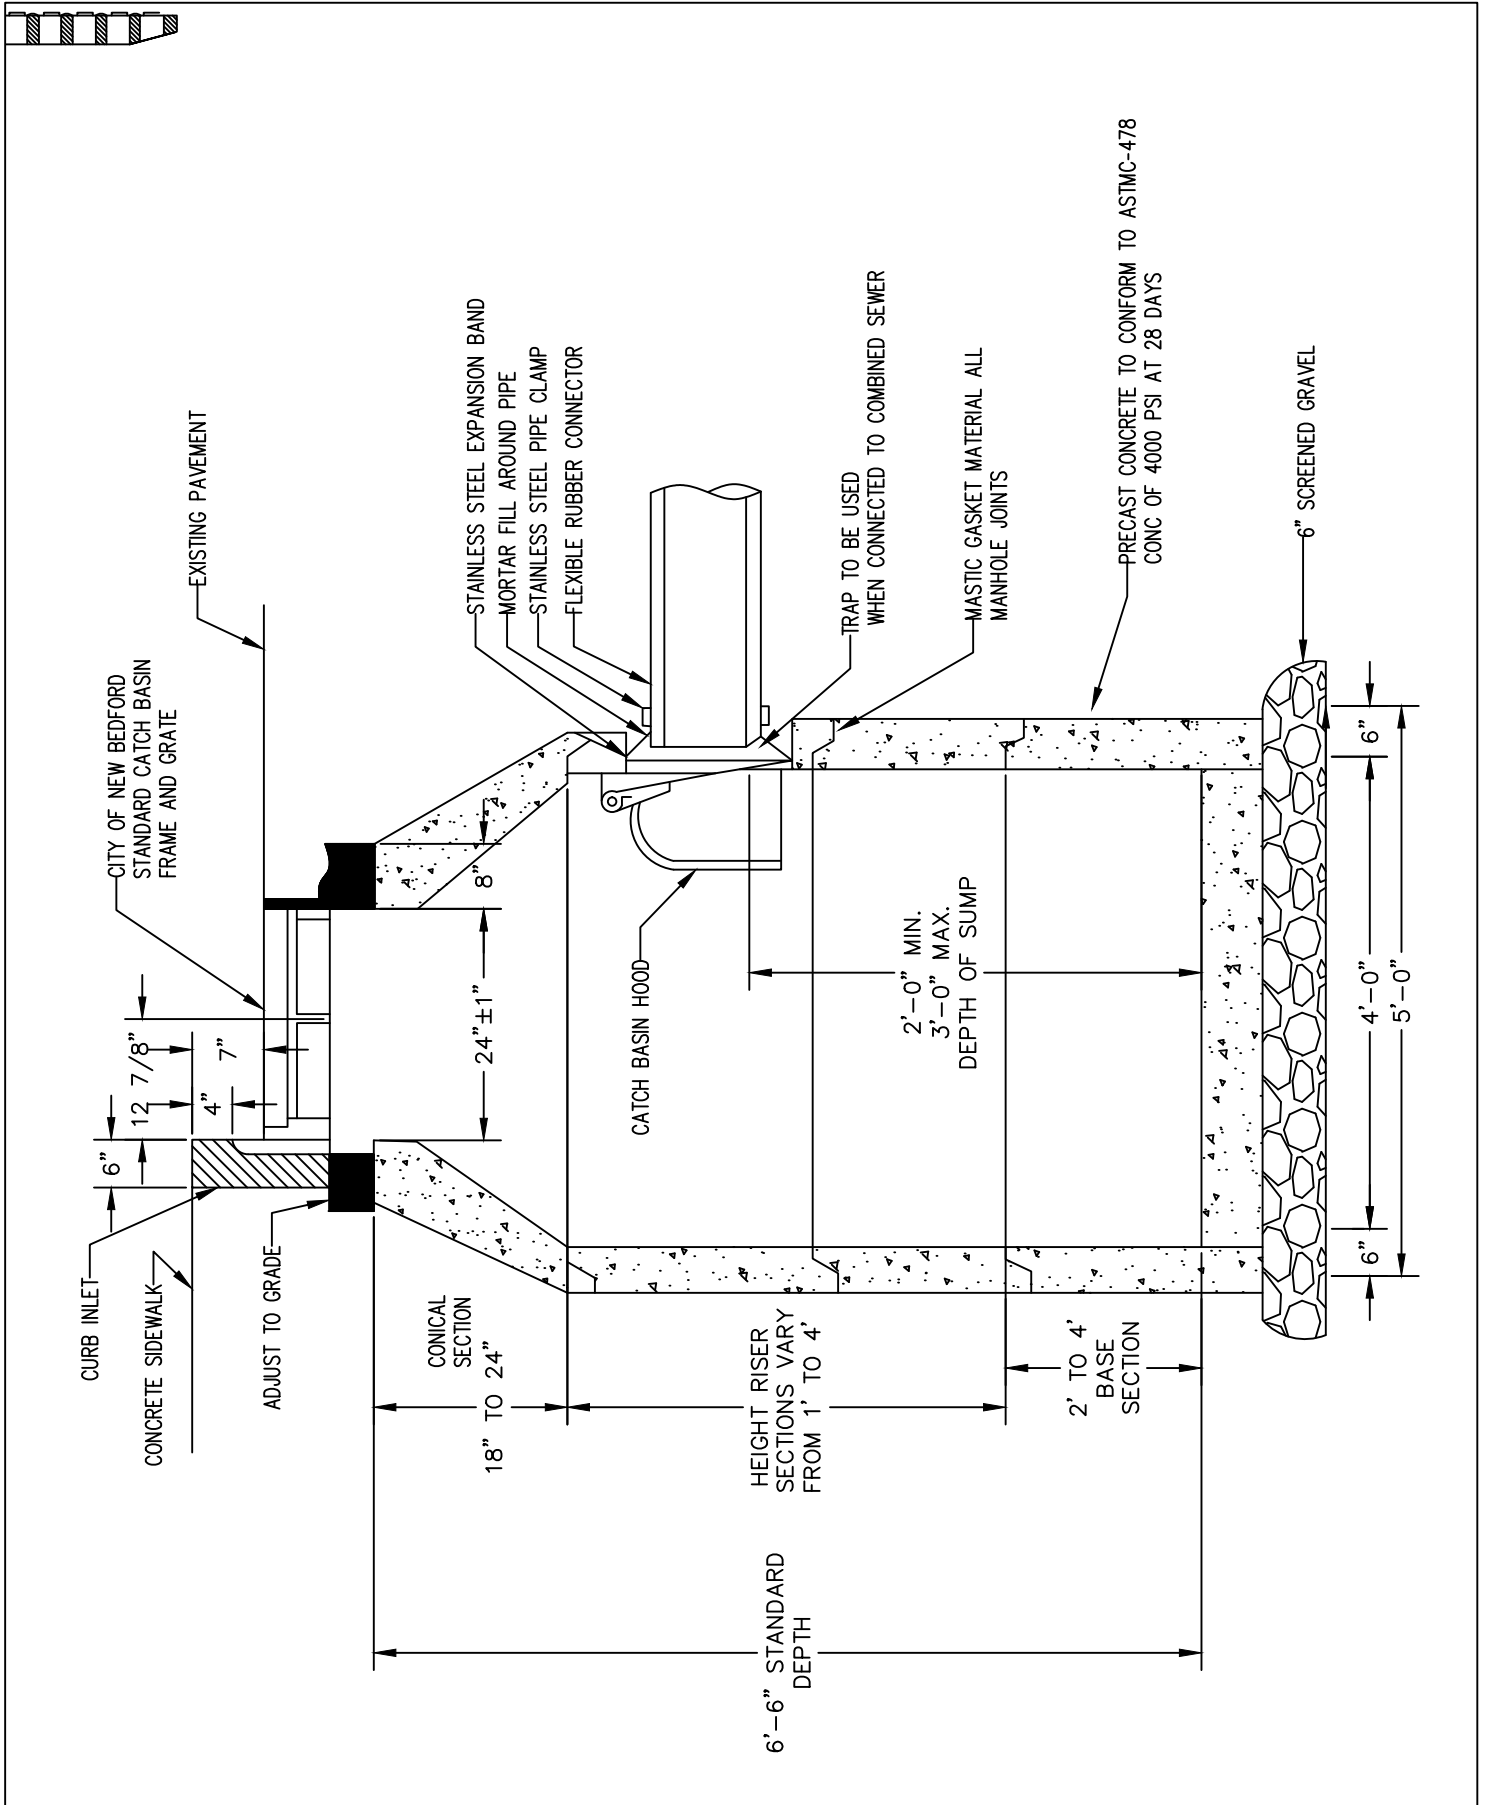 CURB INLET
CONCRETE SIDEWALK
ADJUST TO GRADE
6"
12 7/8"
4"
7"
CITY OF NEW BEDFORD
STANDARD CATCH BASIN
FRAME AND GRATE
EXISTING PAVEMENT
CONICAL
SECTION
18" TO 24"
24"±1"
8"
STAINLESS STEEL EXPANSION BAND
MORTAR FILL AROUND PIPE
STAINLESS STEEL PIPE CLAMP
FLEXIBLE RUBBER CONNECTOR
CATCH BASIN HOOD
TRAP TO BE USED
WHEN CONNECTED TO COMBINED SEWER
MASTIC GASKET MATERIAL ALL
MANHOLE JOINTS
6'-6" STANDARD
DEPTH
HEIGHT RISER
SECTIONS VARY
FROM 1' TO 4'
2'-0" MIN.
3'-0" MAX.
DEPTH OF SUMP
2' TO 4'
BASE
SECTION
PRECAST CONCRETE TO CONFORM TO ASTMC-478
CONC OF 4000 PSI AT 28 DAYS
6" SCREENED GRAVEL
6"
4'-0"
6"
5'-0"